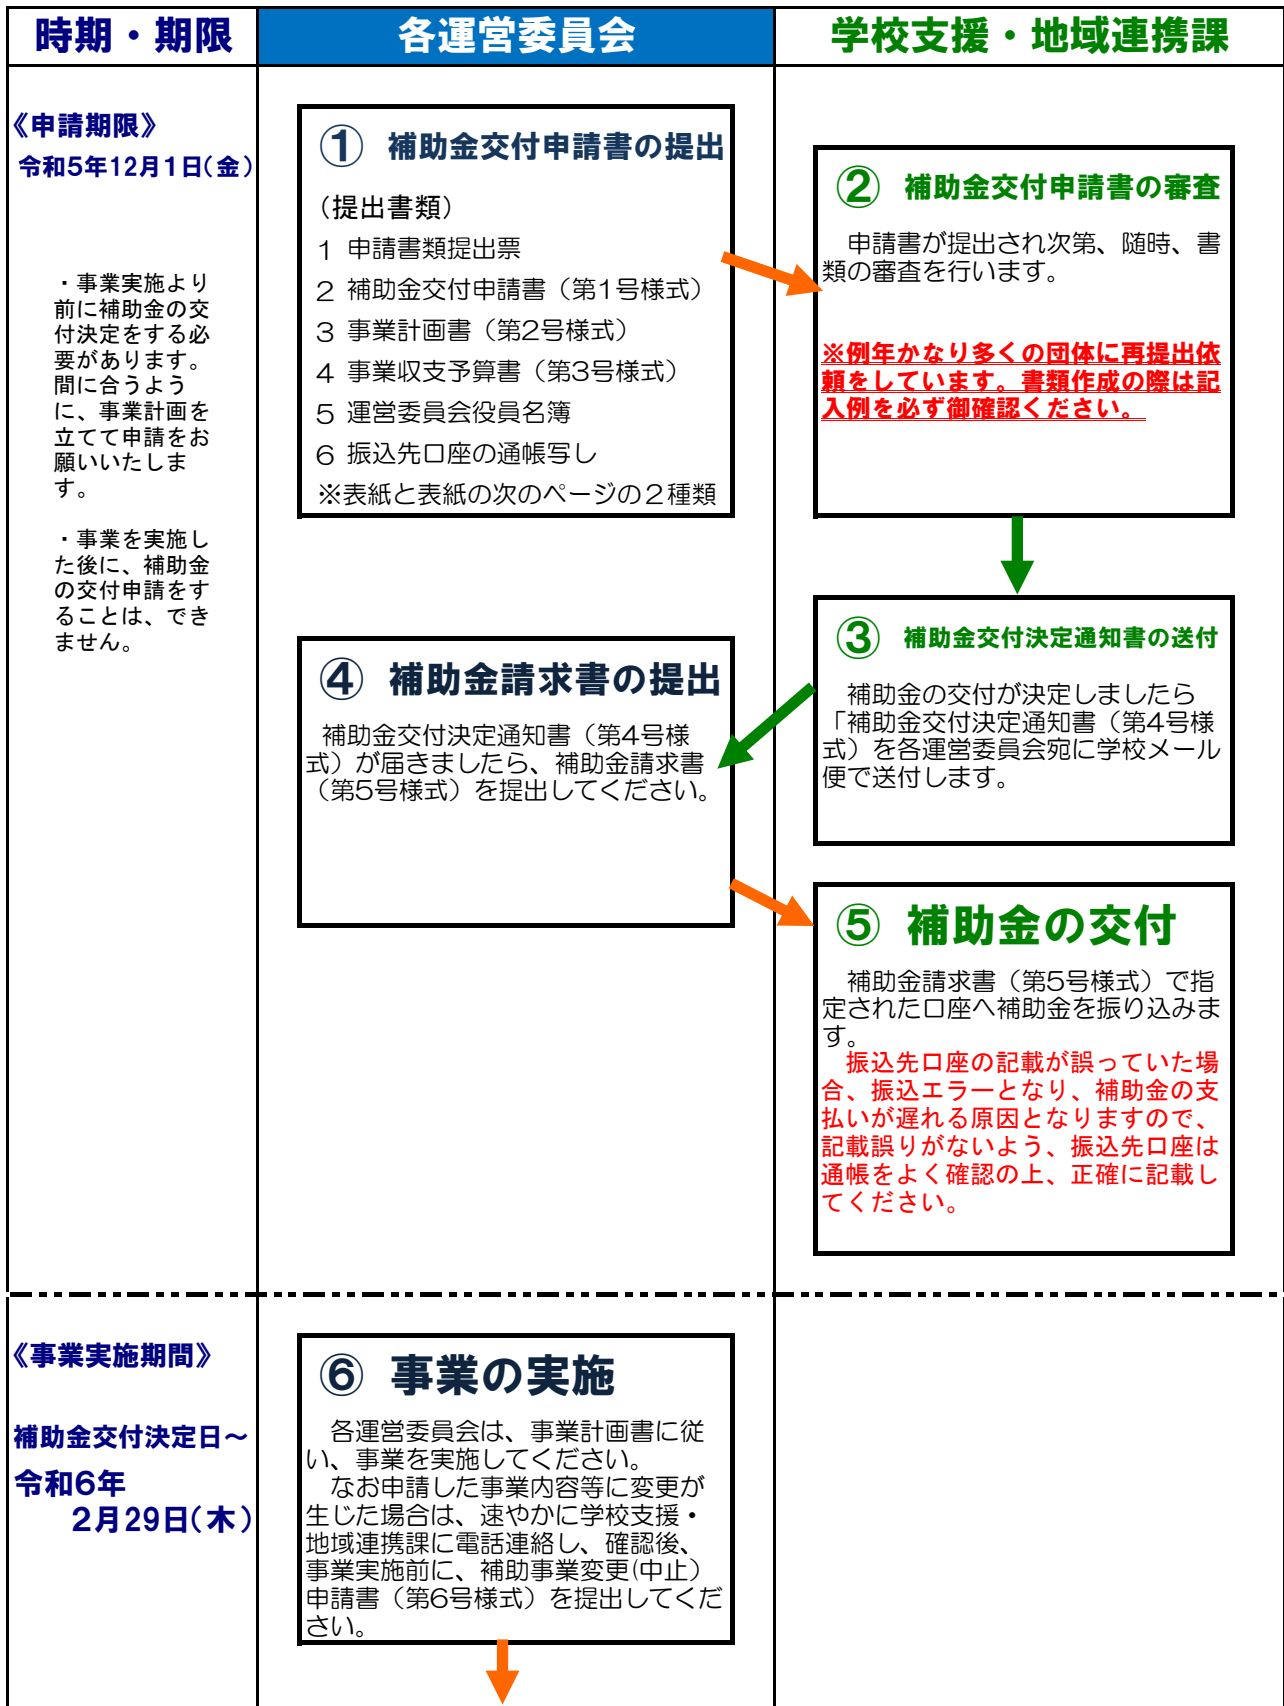 時期・期限
各運営委員会
学校支援・地域連携課
《申請期限》
令和5年12月1日(金)
・事業実施より
前に補助金の交
付決定をする必
要があります。
間に合うよう
に、事業計画を
立てて申請をお
願いいたしま
す。
・事業を実施し
た後に、補助金
の交付申請をす
ることは、でき
ません。
① 補助金交付申請書の提出
（提出書類）
1 申請書類提出票
2 補助金交付申請書（第1号様式）
3 事業計画書（第2号様式）
4 事業収支予算書（第3号様式）
5 運営委員会役員名簿
6 振込先口座の通帳写し
※表紙と表紙の次のページの２種類
② 補助金交付申請書の審査
申請書が提出され次第、随時、書
類の審査を行います。
※例年かなり多くの団体に再提出依
頼をしています。書類作成の際は記
入例を必ず御確認ください。
③ 補助金交付決定通知書の送付
補助金の交付が決定しましたら
「補助金交付決定通知書（第4号様
式）を各運営委員会宛に学校メール
便で送付します。
④ 補助金請求書の提出
補助金交付決定通知書（第4号様
式）が届きましたら、補助金請求書
（第5号様式）を提出してください。
⑤ 補助金の交付
補助金請求書（第5号様式）で指
定された口座へ補助金を振り込みま
す。
振込先口座の記載が誤っていた場
合、振込エラーとなり、補助金の支
払いが遅れる原因となりますので、
記載誤りがないよう、振込先口座は
通帳をよく確認の上、正確に記載し
てください。
《事業実施期間》
補助金交付決定日～
令和6年
2月29日(木)
⑥ 事業の実施
各運営委員会は、事業計画書に従
い、事業を実施してください。
なお申請した事業内容等に変更が
生じた場合は、速やかに学校支援・
地域連携課に電話連絡し、確認後、
事業実施前に、補助事業変更(中止）
申請書（第6号様式）を提出してくだ
さい。